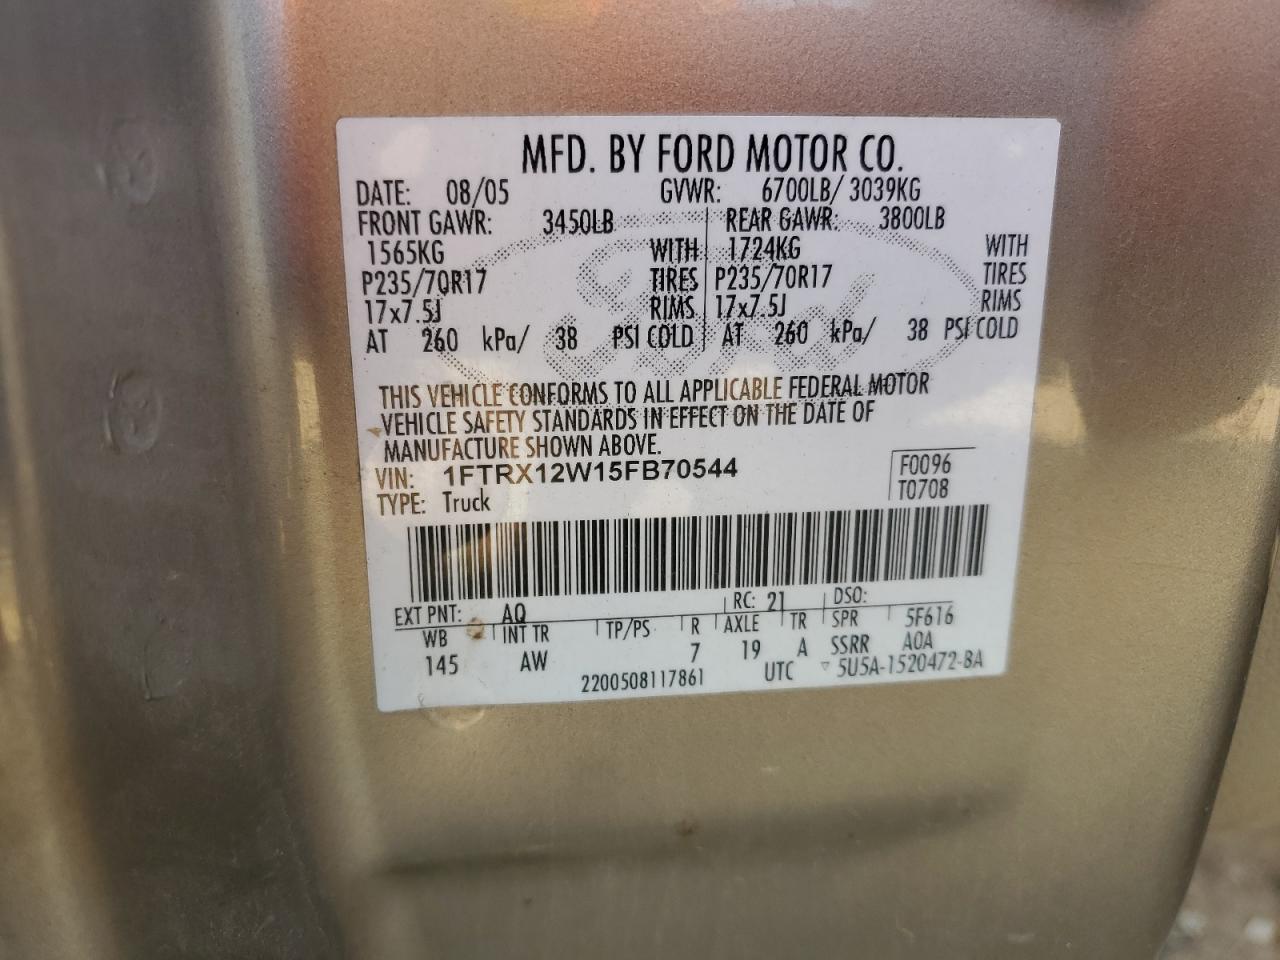 MFD. BY FORD MOTOR CO.
DATE: 08/05 GVWR: 6700LB/ 3039KG
FRONT GAWR: 3450LB REAR GAWR: 3800LB
1565KG WITH 1724KG WITH
P235/70R17 TIRES P235/70R17 TIRES
17x7.5J RIMS 17x7.5J RIMS
AT 260 kPa/ 38 PSI COLD AT 260 kPa/ 38 PSI COLD
THIS VEHICLE CONFORMS TO ALL APPLICABLE FEDERAL MOTOR
VEHICLE SAFETY STANDARDS IN EFFECT ON THE DATE OF
MANUFACTURE SHOWN ABOVE.
VIN: 1FTRX12W15FB70544 F0096
TYPE: Truck T0708
EXT PNT: AQ RC: 21 DSO:
WB INT TR TP/PS R AXLE TR SPR 5F616
145 AW 7 19 A SSRR AOA
2200508117861 UTC 5U5A-1520472-BA